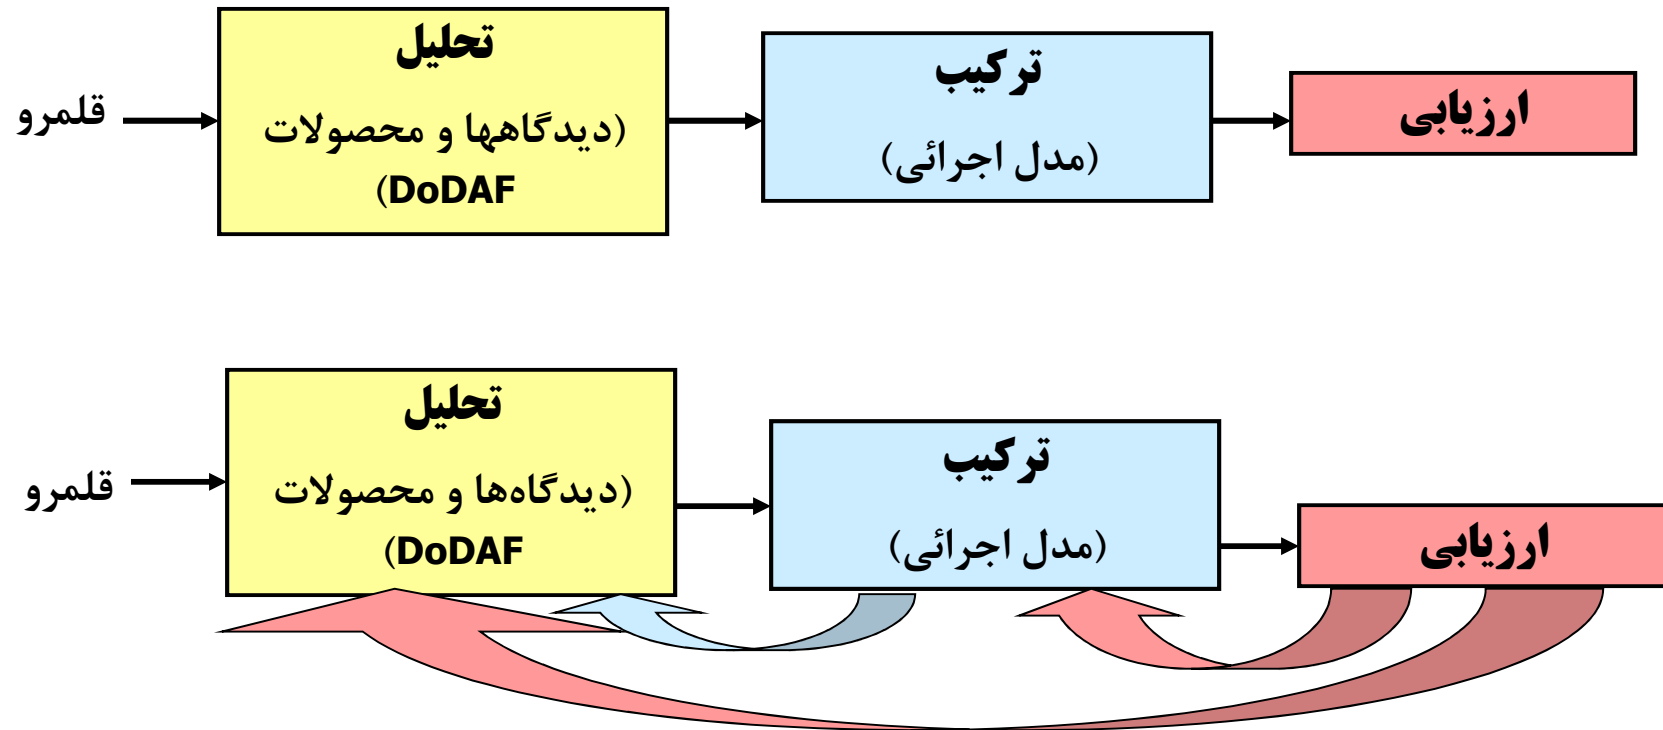 قلمرو
تحلیل
(دیدگاهها و محصولات
DoDAF)
ترکیب
(مدل اجرائی)
ارزیابی
قلمرو
تحلیل
(دیدگاه‌ها و محصولات
DoDAF)
ترکیب
(مدل اجرائی)
ارزیابی